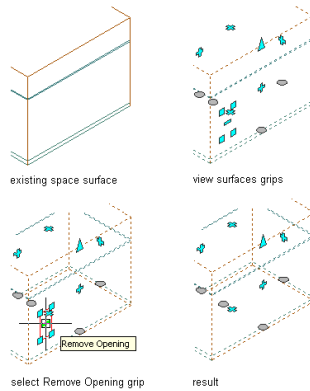 existing space surface
view surfaces grips
Remove Opening
select Remove Opening grip
result